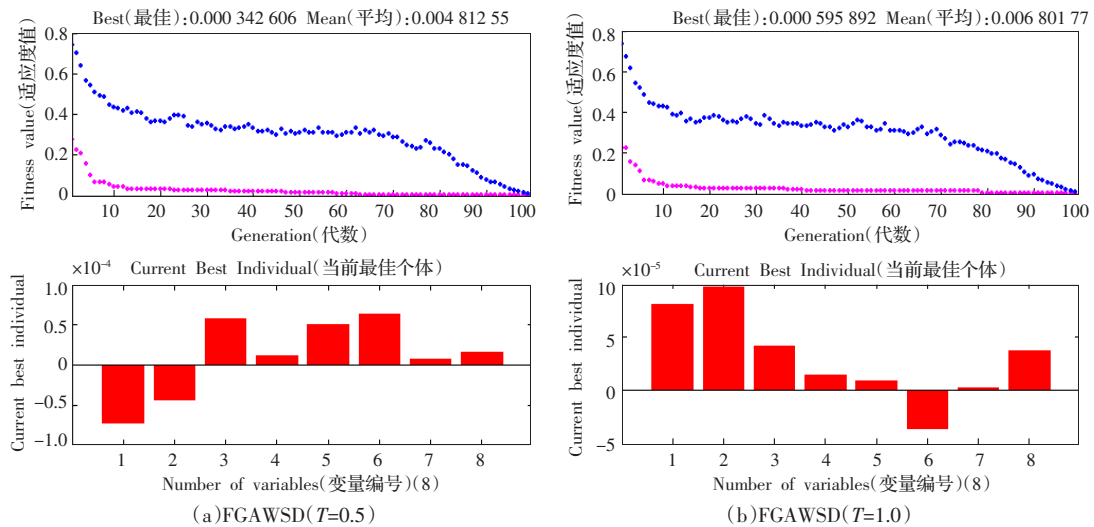 Best(最佳):0.000 342 606 Mean(平均):0.004 812 55
0.8
0.6
0.4
0.2
0
Fitness value(适应度值)
10 20 30 40 50 60 70 80 90 100
Generation(代数)
×10-4 Current Best Individual(当前最佳个体)
1.0
0.5
0
-0.5
-1.0
Current best individual
1 2 3 4 5 6 7 8
Number of variables(变量编号)(8)
(a)FGAWSD(T=0.5)
Best(最佳):0.000 595 892 Mean(平均):0.006 801 77
0.8
0.6
0.4
0.2
0
Fitness value(适应度值)
10 20 30 40 50 60 70 80 90 100
Generation(代数)
×10-5 Current Best Individual(当前最佳个体)
10
5
0
-5
Current best individual
1 2 3 4 5 6 7 8
Number of variables(变量编号)(8)
(b)FGAWSD(T=1.0)